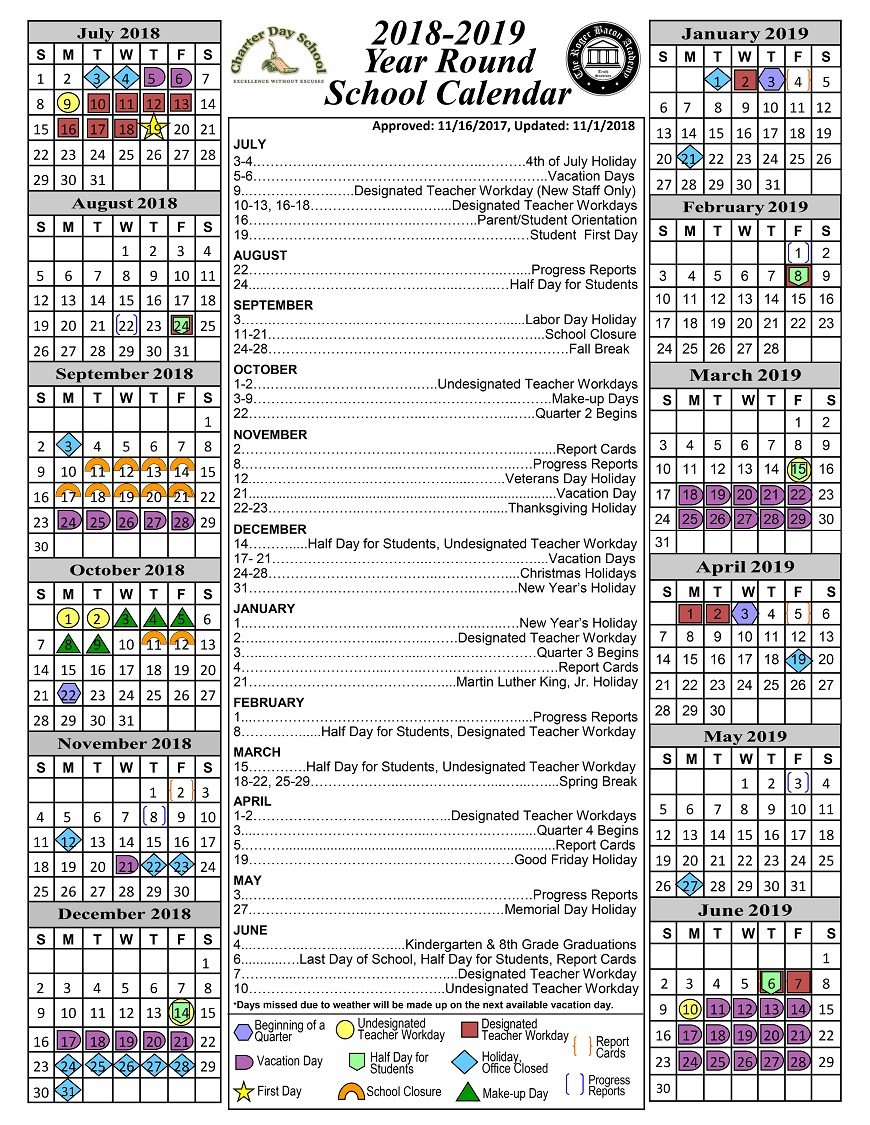 Charter Day School
EXCELLENCE WITHOUT EXCUSES
2018-2019
Year Round
School Calendar
The Roger Bacon Academy
Approved: 11/16/2017, Updated: 11/1/2018
July 2018
S M T W T F S
1 2 3 4 5 6 7
8 9 10 11 12 13 14
15 16 17 18 19 20 21
22 23 24 25 26 27 28
29 30 31
August 2018
S M T W T F S
1 2 3 4
5 6 7 8 9 10 11
12 13 14 15 16 17 18
19 20 21 [22] 23 24 25
26 27 28 29 30 31
September 2018
S M T W T F S
1
2 3 4 5 6 7 8
9 10 11 12 13 14 15
16 17 18 19 20 21 22
23 24 25 26 27 28 29
30
October 2018
S M T W T F S
1 2 3 4 5 6
7 8 9 10 11 12 13
14 15 16 17 18 19 20
21 22 23 24 25 26 27
28 29 30 31
November 2018
S M T W T F S
1 {2} 3
4 5 6 7 [8] 9 10
11 12 13 14 15 16 17
18 19 20 21 22 23 24
25 26 27 28 29 30
December 2018
S M T W T F S
1
2 3 4 5 6 7 8
9 10 11 12 13 14 15
16 17 18 19 20 21 22
23 24 25 26 27 28 29
30 31
JULY
3-4.....4th of July Holiday
5-6.....Vacation Days
9.....Designated Teacher Workday (New Staff Only)
10-13, 16-18.....Designated Teacher Workdays
16.....Parent/Student Orientation
19.....Student First Day
AUGUST
22.....Progress Reports
24.....Half Day for Students
SEPTEMBER
3.....Labor Day Holiday
11-21.....School Closure
24-28.....Fall Break
OCTOBER
1-2.....Undesignated Teacher Workdays
3-9.....Make-up Days
22.....Quarter 2 Begins
NOVEMBER
2.....Report Cards
8.....Progress Reports
12.....Veterans Day Holiday
21.....Vacation Day
22-23.....Thanksgiving Holiday
DECEMBER
14.....Half Day for Students, Undesignated Teacher Workday
17- 21.....Vacation Days
24-28.....Christmas Holidays
31.....New Year's Holiday
JANUARY
1.....New Year's Holiday
2.....Designated Teacher Workday
3.....Quarter 3 Begins
4.....Report Cards
21.....Martin Luther King, Jr. Holiday
FEBRUARY
1.....Progress Reports
8.....Half Day for Students, Designated Teacher Workday
MARCH
15.....Half Day for Students, Undesignated Teacher Workday
18-22, 25-29.....Spring Break
APRIL
1-2.....Designated Teacher Workdays
3.....Quarter 4 Begins
5.....Report Cards
19.....Good Friday Holiday
MAY
3.....Progress Reports
27.....Memorial Day Holiday
JUNE
4.....Kindergarten & 8th Grade Graduations
6.....Last Day of School, Half Day for Students, Report Cards
7.....Designated Teacher Workday
10.....Undesignated Teacher Workday
*Days missed due to weather will be made up on the next available vacation day.
Beginning of a Quarter
Undesignated Teacher Workday
Designated Teacher Workday
{ } Report Cards
Vacation Day
Half Day for Students
Holiday, Office Closed
First Day
School Closure
Make-up Day
[ ] Progress Reports
January 2019
S M T W T F S
1 2 3 {4} 5
6 7 8 9 10 11 12
13 14 15 16 17 18 19
20 21 22 23 24 25 26
27 28 29 30 31
February 2019
S M T W T F S
[1] 2
3 4 5 6 7 8 9
10 11 12 13 14 15 16
17 18 19 20 21 22 23
24 25 26 27 28
March 2019
S M T W T F S
1 2
3 4 5 6 7 8 9
10 11 12 13 14 15 16
17 18 19 20 21 22 23
24 25 26 27 28 29 30
31
April 2019
S M T W T F S
1 2 3 4 {5} 6
7 8 9 10 11 12 13
14 15 16 17 18 19 20
21 22 23 24 25 26 27
28 29 30
May 2019
S M T W T F S
1 2 [3] 4
5 6 7 8 9 10 11
12 13 14 15 16 17 18
19 20 21 22 23 24 25
26 27 28 29 30 31
June 2019
S M T W T F S
1
2 3 4 5 6 7 8
9 10 11 12 13 14 15
16 17 18 19 20 21 22
23 24 25 26 27 28 29
30